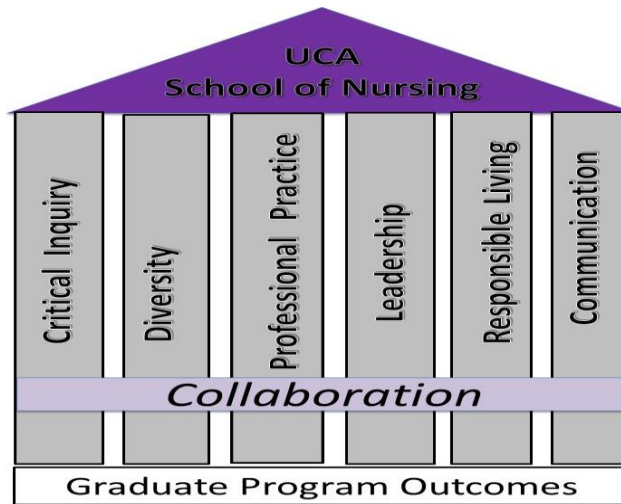 UCA
School of Nursing
Critical Inquiry
Diversity
Professional Practice
Leadership
Responsible Living
Communication
Collaboration
Graduate Program Outcomes